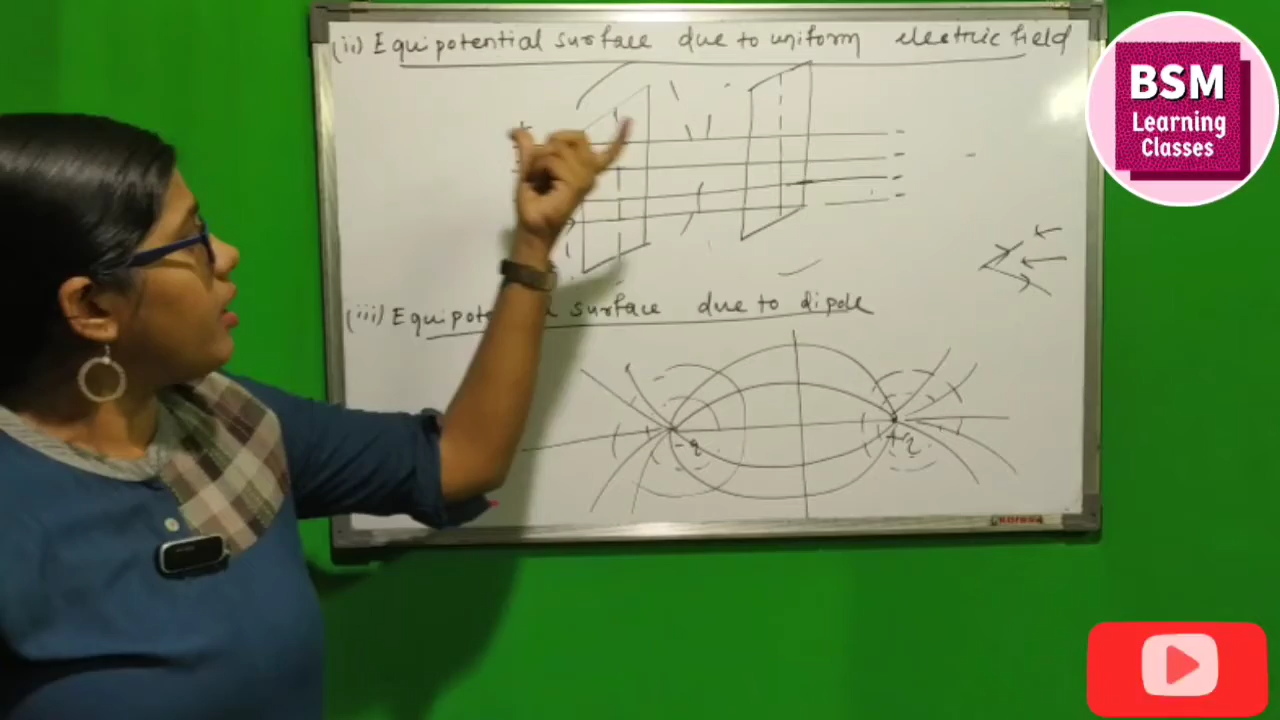 (ii) Equipotential surface due to uniform electric field
BSM
Learning
Classes
(iii) Equipot surface due to dipole
-q
+q